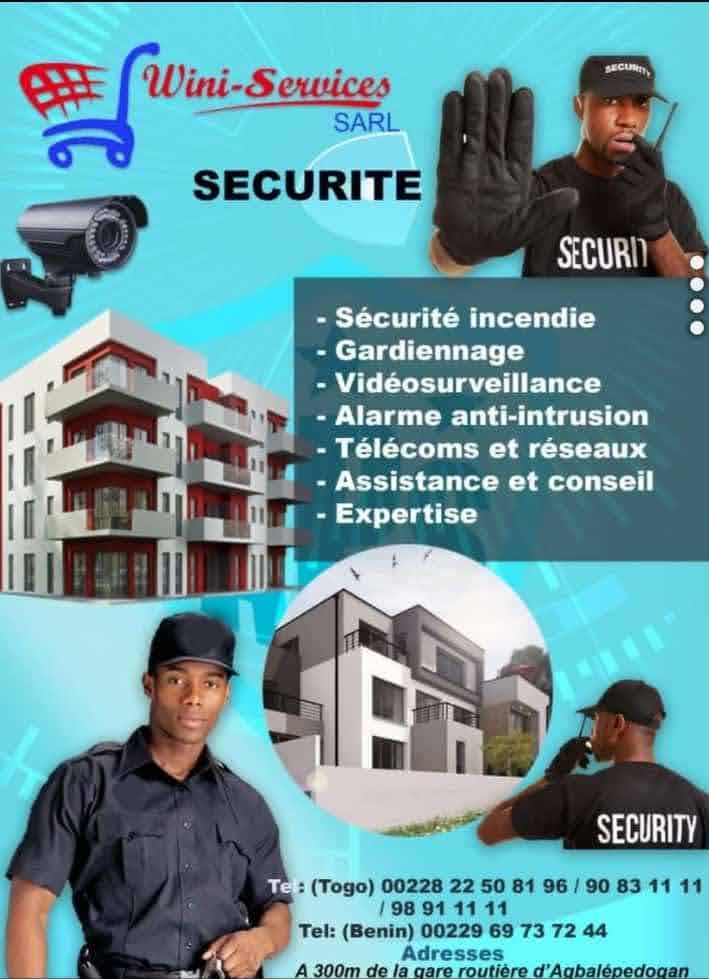 Wini-Services
SARL
SECURITE
SECURITY
SECURIT
- Sécurité incendie
- Gardiennage
- Vidéosurveillance
- Alarme anti-intrusion
- Télécoms et réseaux
- Assistance et conseil
- Expertise
SECURITY
Tel: (Togo) 00228 22 50 81 96 / 90 83 11 11
/ 98 91 11 11
Tel: (Benin) 00229 69 73 72 44
Adresses
A 300m de la gare routière d'Agbalépedogan